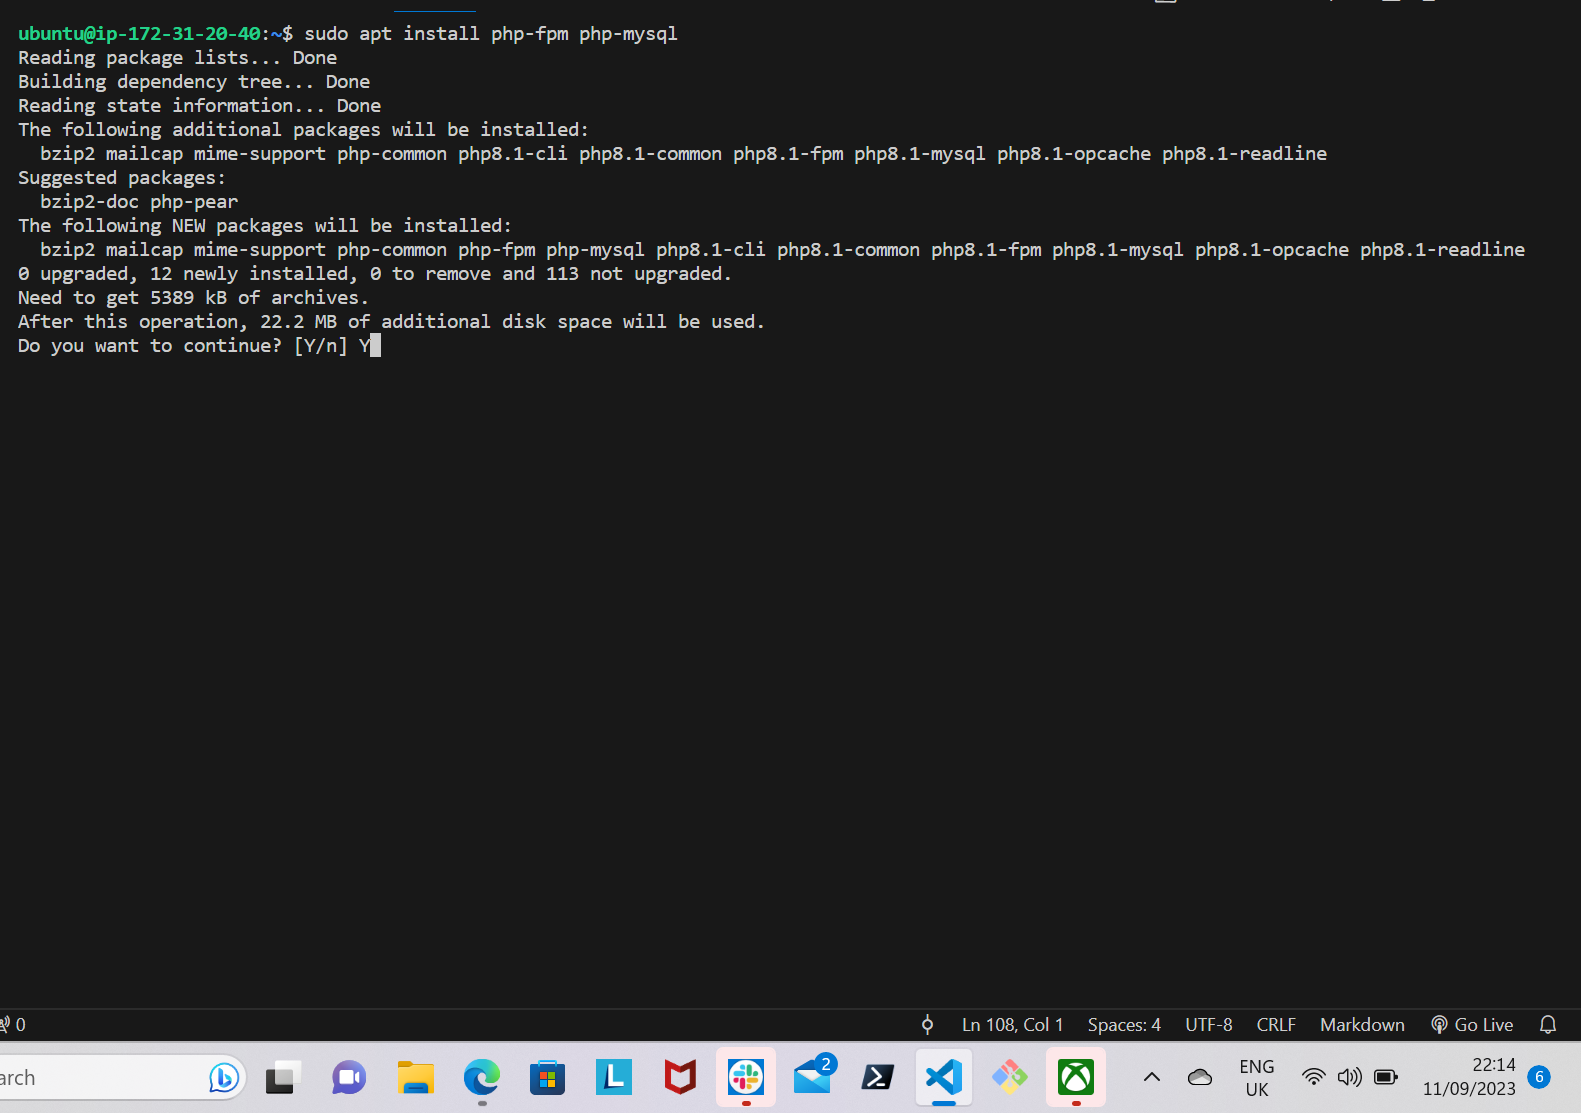 ubuntu@ip-172-31-20-40:~$ sudo apt install php-fpm php-mysql
Reading package lists... Done
Building dependency tree... Done
Reading state information... Done
The following additional packages will be installed:
  bzip2 mailcap mime-support php-common php8.1-cli php8.1-common php8.1-fpm php8.1-mysql php8.1-opcache php8.1-readline
Suggested packages:
  bzip2-doc php-pear
The following NEW packages will be installed:
  bzip2 mailcap mime-support php-common php-fpm php-mysql php8.1-cli php8.1-common php8.1-fpm php8.1-mysql php8.1-opcache php8.1-readline
0 upgraded, 12 newly installed, 0 to remove and 113 not upgraded.
Need to get 5389 kB of archives.
After this operation, 22.2 MB of additional disk space will be used.
Do you want to continue? [Y/n] Y
0 Ln 108, Col 1 Spaces: 4 UTF-8 CRLF Markdown Go Live
arch L 2 ENG 22:14 6
UK 11/09/2023